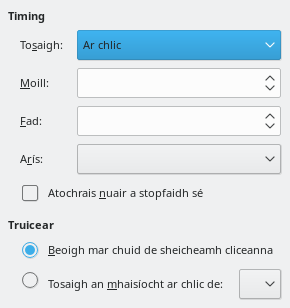 Timing
Tosaigh: Ar chlic
Moill:
Fad:
Arís:
Atochrais nuair a stopfaidh sé
Truicear
Beoigh mar chuid de sheicheamh cliceanna
Tosaigh an mhaisíocht ar chlic de: